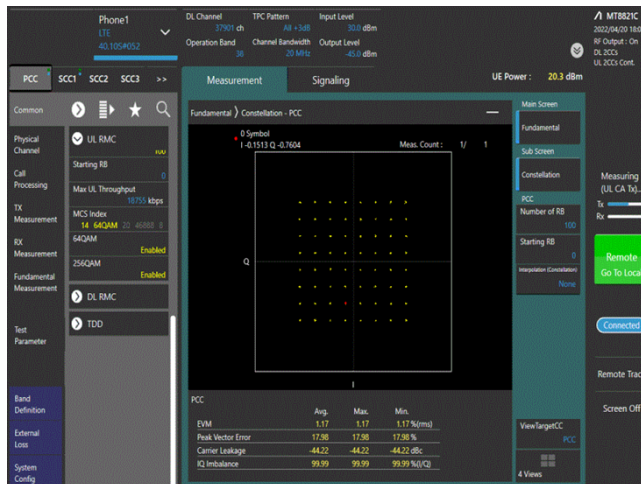 Phone1
LTE
40.105#052
DL Channel
37901 ch
TPC Pattern
All +3dB
Input Level
30.0 dBm
Operation Band
38
Channel Bandwidth
20 MHz
Output Level
-45.0 dBm
MT8821C
2022/04/20 18:0
RF Output : On
DL 2CCs
UL 2CCs Cont.
PCC
SCC1
SCC2
SCC3
>>
Measurement
Signaling
UE Power : 20.3 dBm
Common
Physical
Channel
Call
Processing
TX
Measurement
RX
Measurement
Fundamental
Measurement
Test
Parameter
Band
Definition
External
Loss
System
Config
UL RMC
100
Starting RB
0
Max UL Throughput
18755 kbps
MCS Index
14 64QAM 20 46888 8
64QAM
Enabled
256QAM
Enabled
DL RMC
TDD
Fundamental ⟩ Constellation - PCC
0 Symbol
I -0.1513 Q -0.7604
Meas. Count : 1/ 1
Q
I
PCC
Avg. Max. Min.
EVM 1.17 1.17 1.17 %(rms)
Peak Vector Error 17.98 17.98 17.98 %
Carrier Leakage -44.22 -44.22 -44.22 dBc
IQ Imbalance 99.99 99.99 99.99 %(I/Q)
Main Screen
Fundamental
Sub Screen
Constellation
PCC
Number of RB
100
Starting RB
0
Interpolation (Constellation)
None
ViewTargetCC
PCC
4 Views
Measuring
(UL CA Tx)..
Tx
Rx
Remote
Go To Local
Connected
Remote Trac
Screen Off